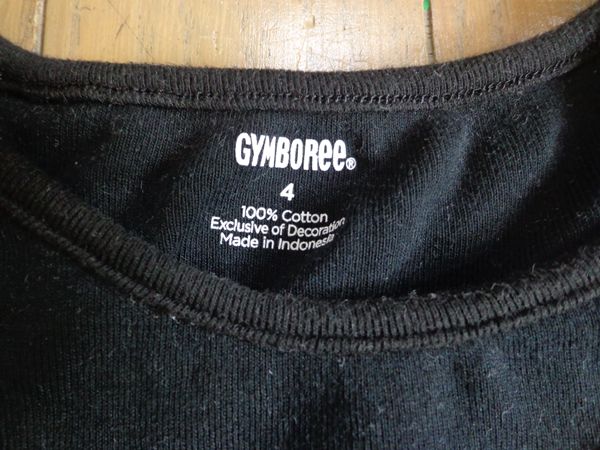 GYMBOREE®
4
100% Cotton
Exclusive of Decoration
Made in Indonesia